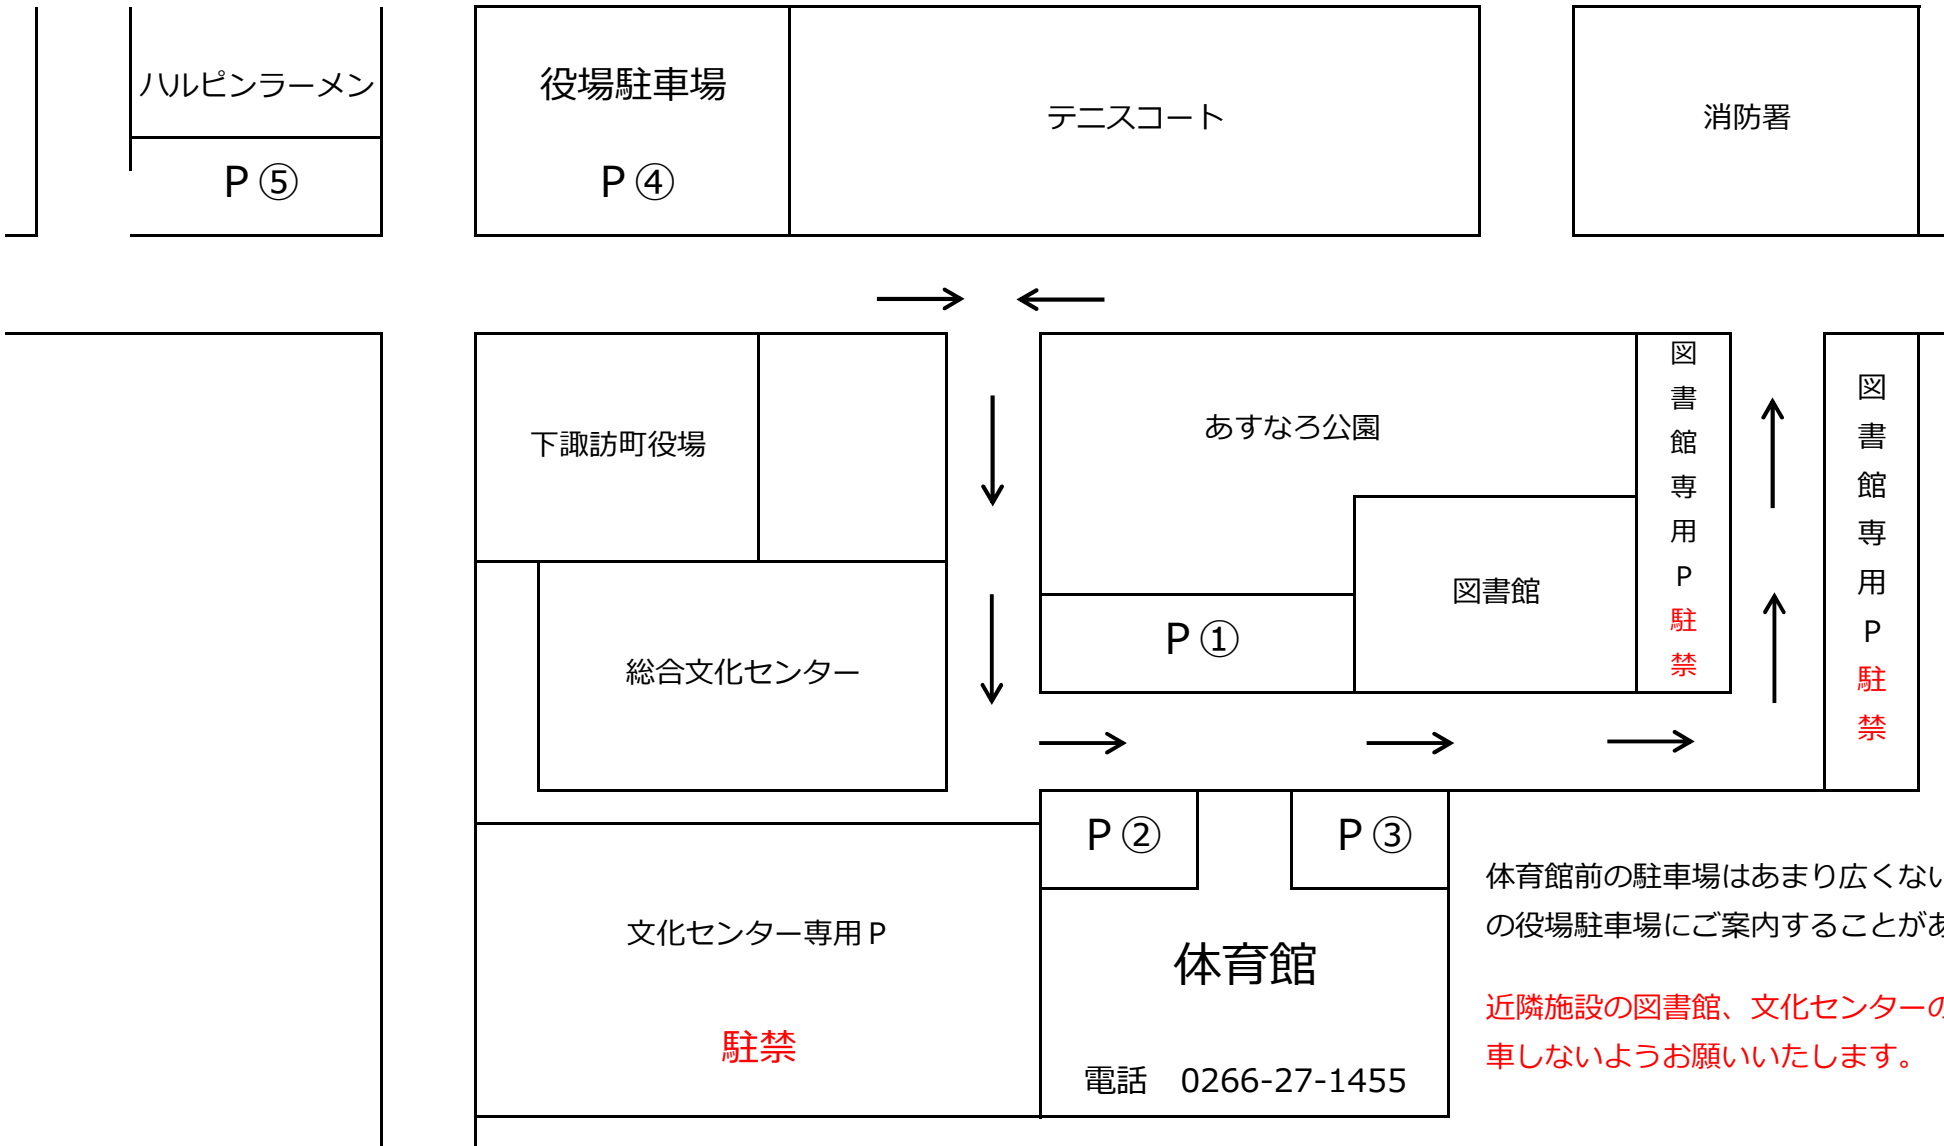 ハルピンラーメン
P⑤
役場駐車場
P④
テニスコート
消防署
下諏訪町役場
あすなろ公園
図書館専用P駐禁
図書館専用P駐禁
図書館
P①
総合文化センター
P②
P③
文化センター専用P
駐禁
体育館
電話 0266-27-1455
体育館前の駐車場はあまり広くない
の役場駐車場にご案内することがあ
近隣施設の図書館、文化センターの
車しないようお願いいたします。